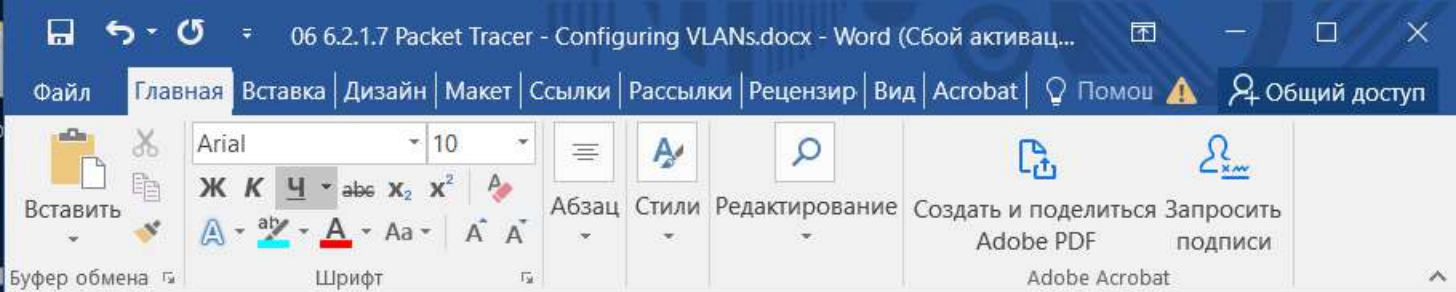 06 6.2.1.7 Packet Tracer - Configuring VLANs.docx - Word (Сбой активац...
Файл Главная Вставка Дизайн Макет Ссылки Рассылки Рецензир Вид Acrobat Помощ Общий доступ
Arial 10
Ж К Ч abc x₂ x² A
Вставить Абзац Стили Редактирование Создать и поделиться Adobe PDF Запросить подписи
A aby A Aa A A
Буфер обмена Шрифт Adobe Acrobat